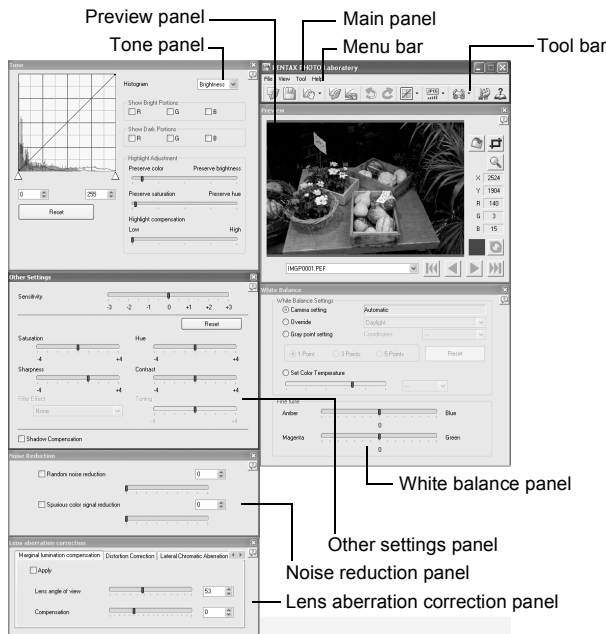 Preview panel
Main panel
Tone panel
Menu bar
Tool bar
Tone
Histogram
Brightness
Show Bright Portions
R G B
Show Dark Portions
R G B
Highlight Adjustment
Preserve color Preserve brightness
Preserve saturation Preserve hue
Highlight compensation
Low High
0 255
Reset
PENTAX PHOTO Laboratory
File View Tool Help
Preview
X 2524
Y 1904
R 140
G 3
B 15
IMGP0001.PEF
Other Settings
Sensitivity
-3 -2 -1 0 +1 +2 +3
Reset
Saturation Hue
-4 +4 -4 +4
Sharpness Contrast
-4 +4 -4 +4
Filter Effect Toning
None
-4 +4
Shadow Compensation
White Balance
White Balance Settings
Camera setting Automatic
Override Daylight
Gray point setting Coordinates ---
1 Point 3 Points 5 Points Reset
Set Color Temperature ---
Fine tune
Amber Blue
0
Magenta Green
0
Noise Reduction
Random noise reduction 0
Spurious color signal reduction 0
Lens aberration correction
Marginal lumination compensation Distortion Correction Lateral Chromatic Aberration
Apply
Lens angle of view 53
Compensation 0
White balance panel
Other settings panel
Noise reduction panel
Lens aberration correction panel